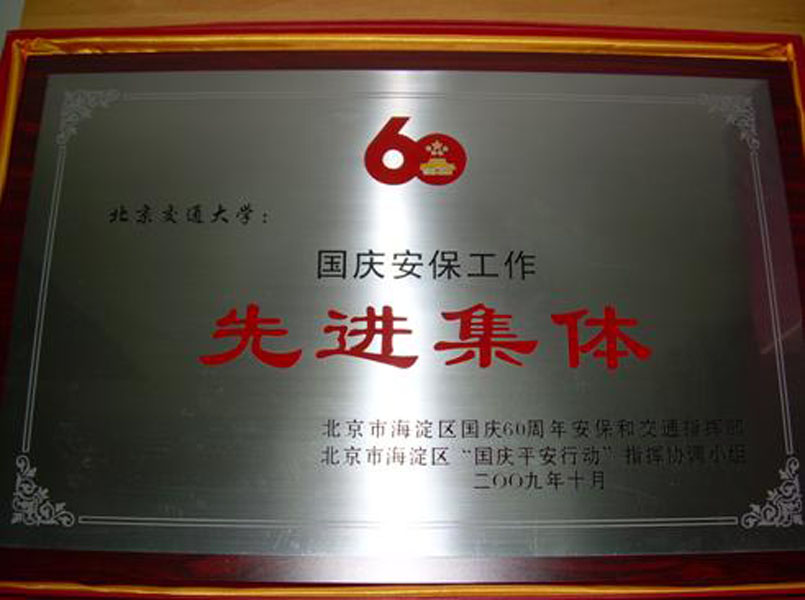 60
北京交通大学：
国庆安保工作
先进集体
北京市海淀区国庆60周年安保和交通指挥部
北京市海淀区“国庆平安行动”指挥协调小组
二〇〇九年十月